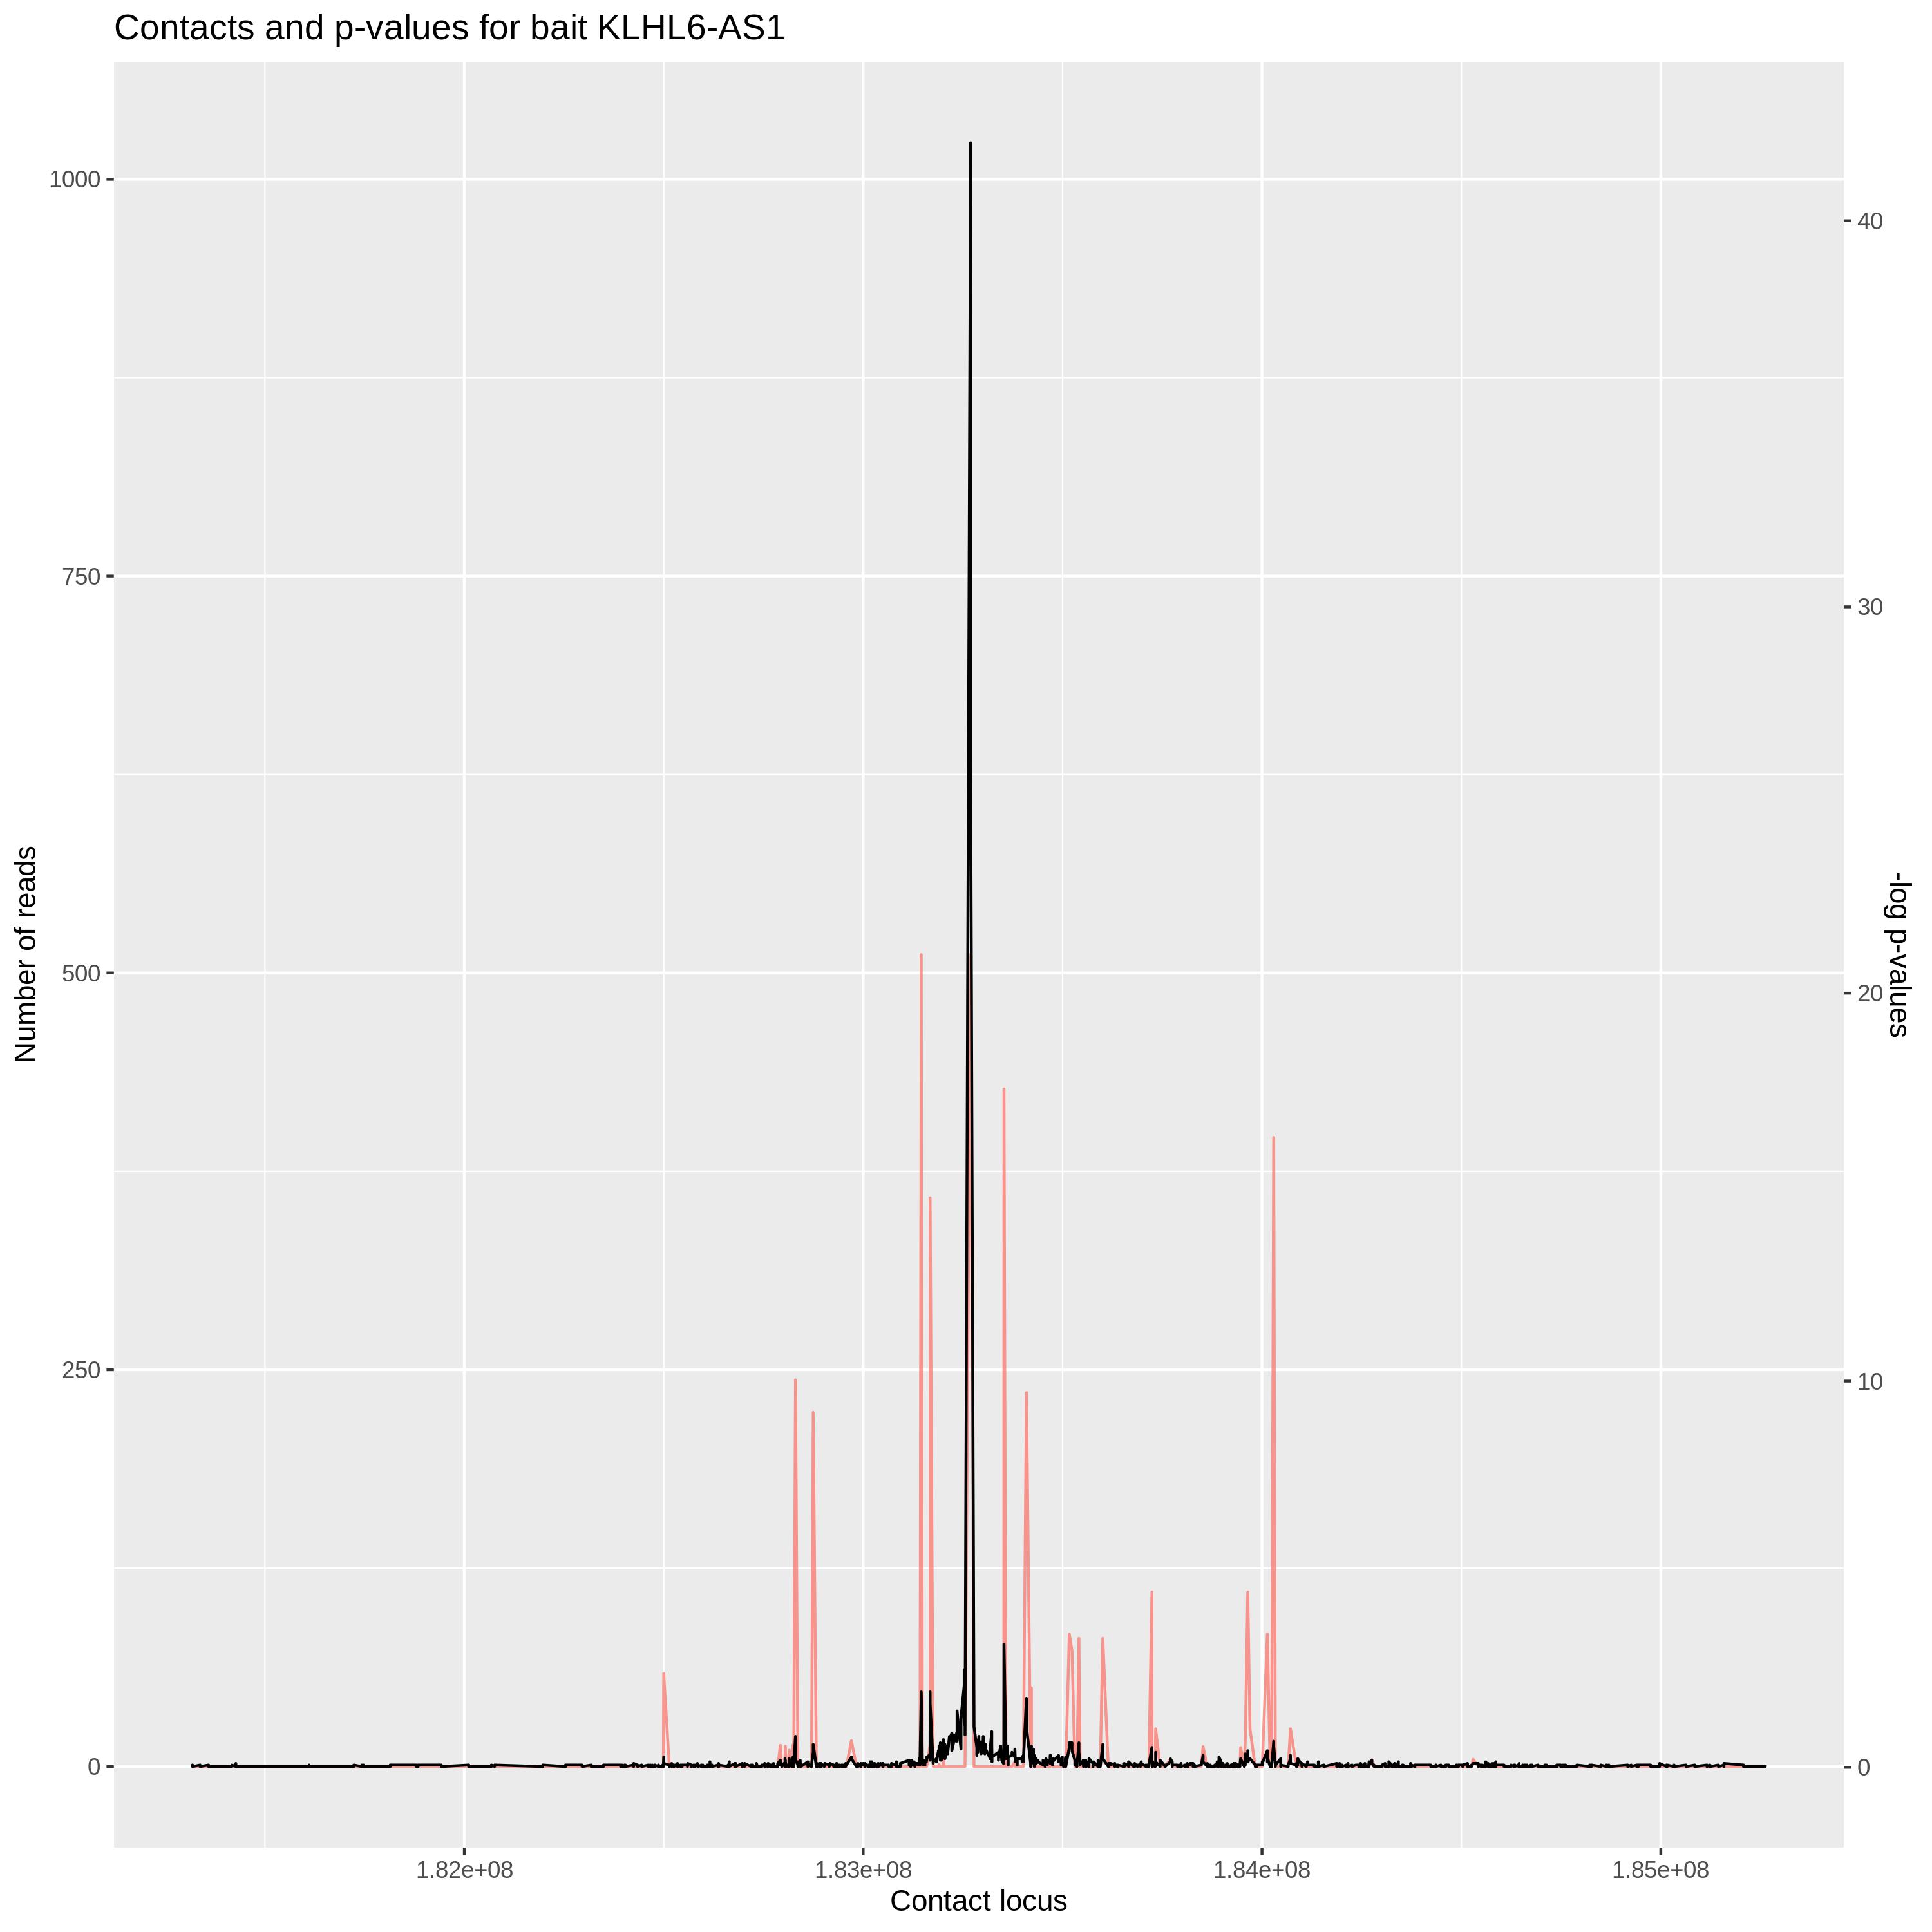 Contacts and p-values for bait KLHL6-AS1
1000
750
500
250
0
Number of reads
40
30
20
10
0
-log p-values
1.82e+08
1.83e+08
1.84e+08
1.85e+08
Contact locus